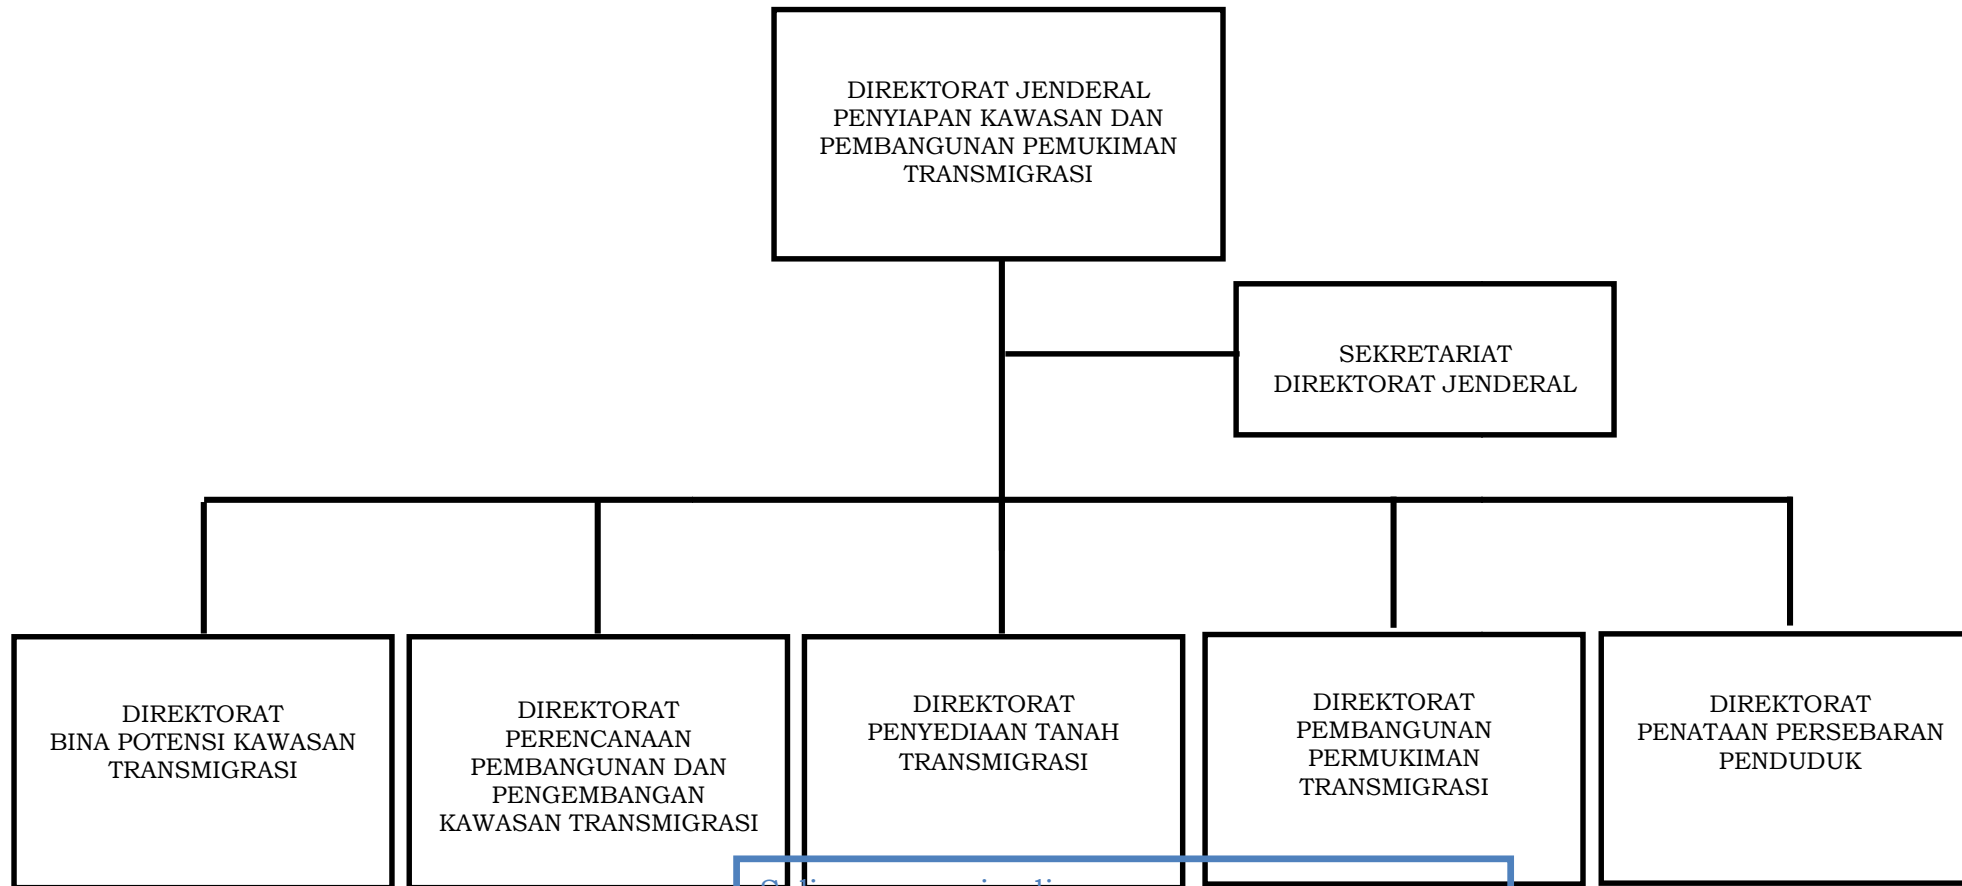 DIREKTORAT JENDERAL
PENYIAPAN KAWASAN DAN
PEMBANGUNAN PEMUKIMAN
TRANSMIGRASI
SEKRETARIAT
DIREKTORAT JENDERAL
DIREKTORAT
BINA POTENSI KAWASAN
TRANSMIGRASI
DIREKTORAT
PERENCANAAN
PEMBANGUNAN DAN
PENGEMBANGAN
KAWASAN TRANSMIGRASI
DIREKTORAT
PENYEDIAAN TANAH
TRANSMIGRASI
DIREKTORAT
PEMBANGUNAN
PERMUKIMAN
TRANSMIGRASI
DIREKTORAT
PENATAAN PERSEBARAN
PENDUDUK